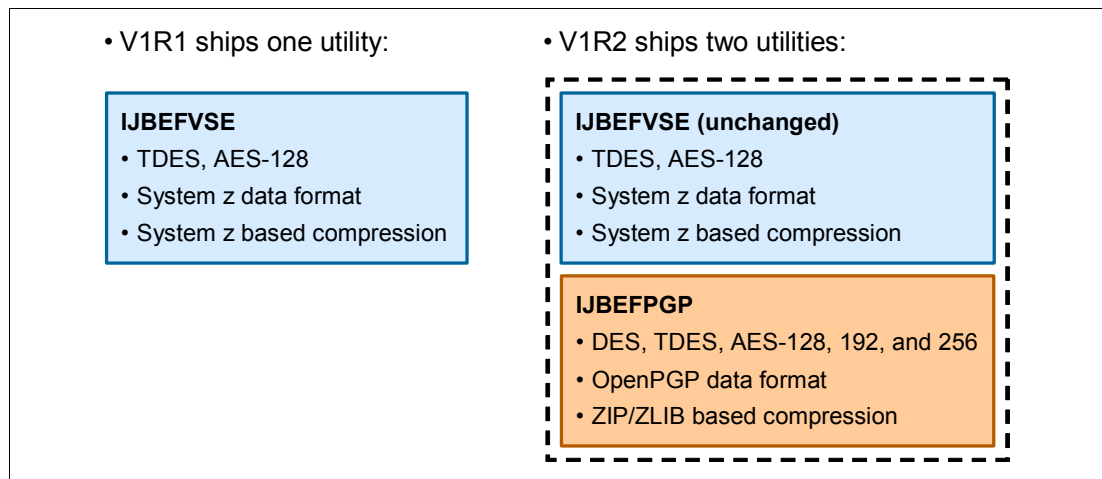 • V1R1 ships one utility:
IJBEFVSE
• TDES, AES-128
• System z data format
• System z based compression
• V1R2 ships two utilities:
IJBEFVSE (unchanged)
• TDES, AES-128
• System z data format
• System z based compression
IJBEFPGP
• DES, TDES, AES-128, 192, and 256
• OpenPGP data format
• ZIP/ZLIB based compression